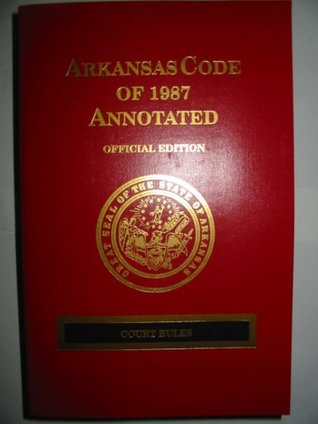 ARKANSAS CODE
OF 1987
ANNOTATED
OFFICIAL EDITION
GREAT SEAL OF THE STATE OF ARKANSAS
COURT RULES